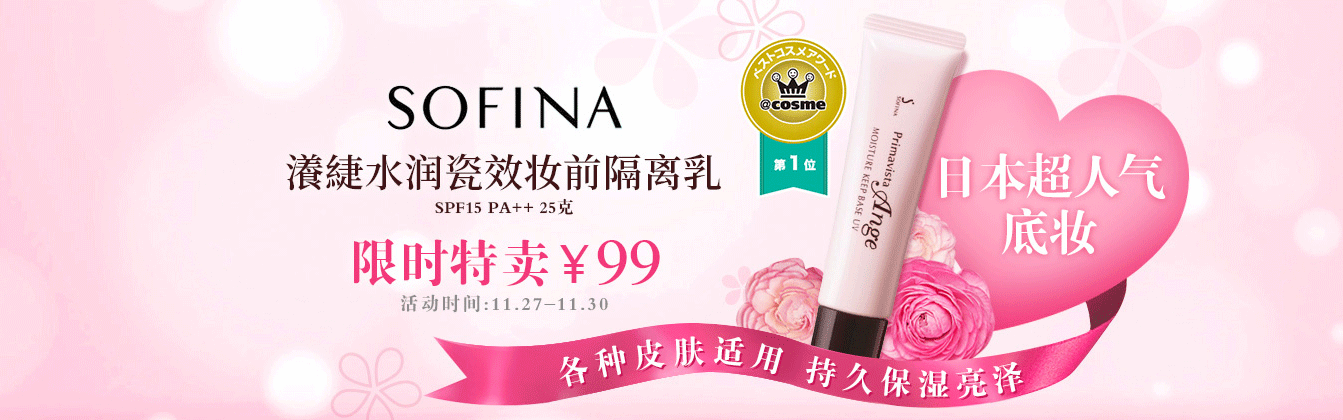 SOFINA
瀁緁水润瓷效妆前隔离乳
SPF15 PA++ 25克
限时特卖¥99
活动时间:11.27-11.30
ベストコスメアワード
@cosme
第1位
SOFINA
Primavista
Ange
MOISTURE KEEP BASE UV
日本超人气
底妆
各种皮肤适用 持久保湿亮泽